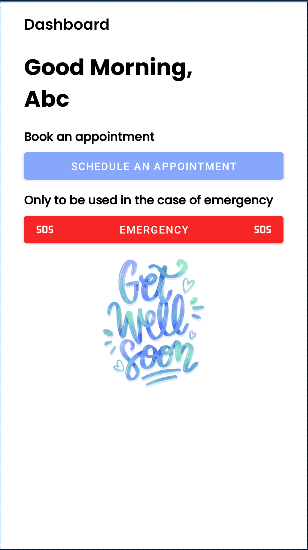 Dashboard
Good Morning,
Abc
Book an appointment
SCHEDULE AN APPOINTMENT
Only to be used in the case of emergency
SOS EMERGENCY SOS
Get
Well
Soon